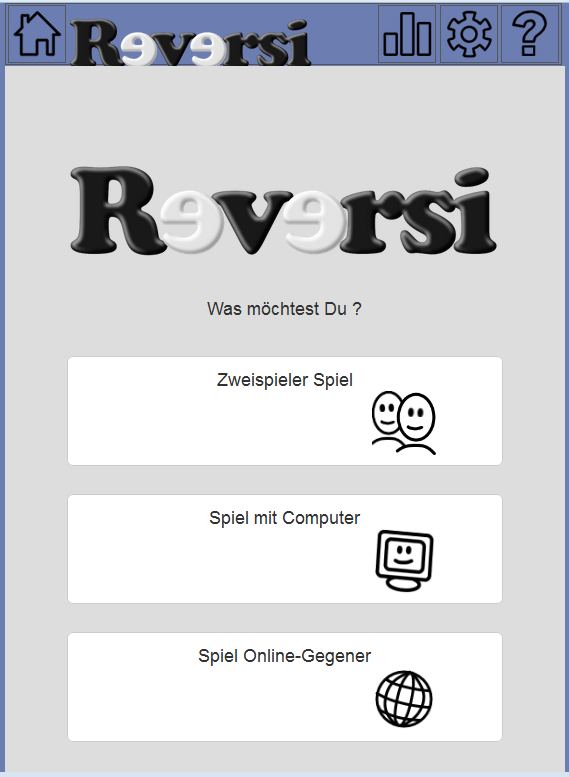 Reversi
?
Reversi
Was möchtest Du ?
Zweispieler Spiel
Spiel mit Computer
Spiel Online-Gegener